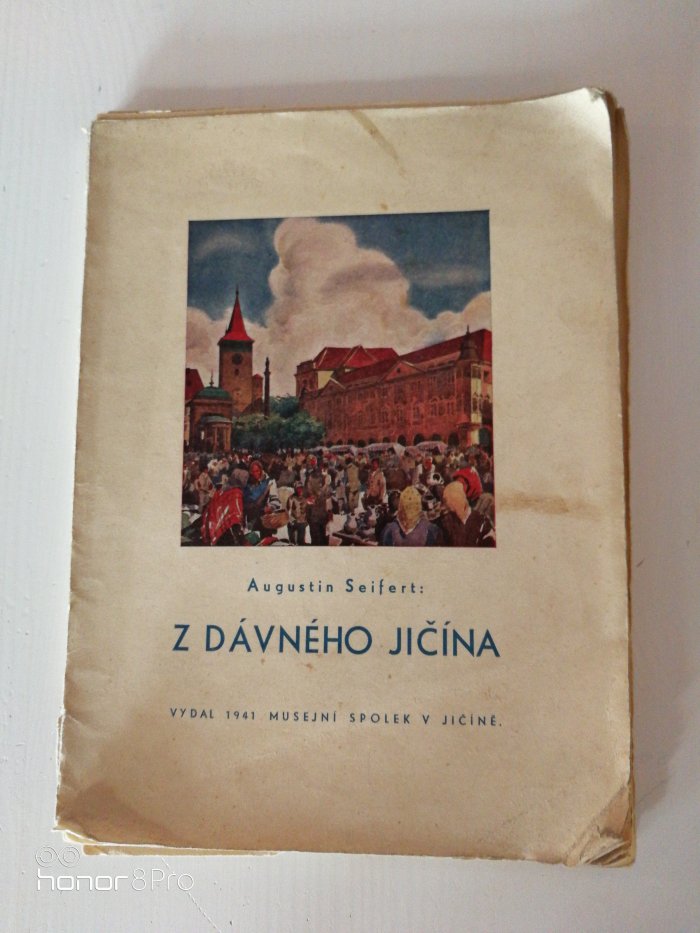 Augustin Seifert:
Z DÁVNÉHO JIČÍNA
VYDAL 1941 MUSEJNÍ SPOLEK V JIČÍNĚ.
honor 8 Pro